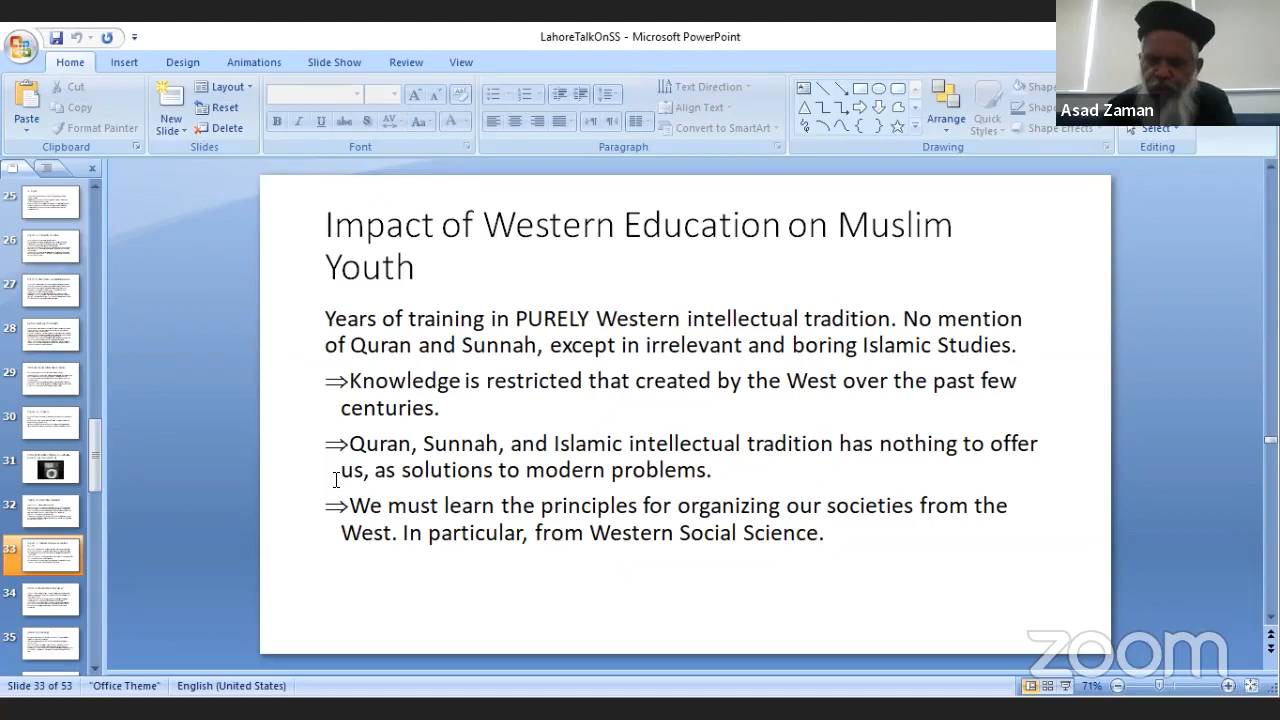 LahoreTalkOnSS - Microsoft PowerPoint
Home Insert Design Animations Slide Show Review View
Asad Zaman
Cut
Copy
Format Painter
Paste
Clipboard
New
Slide
Layout
Reset
Delete
Slides
B I U abe S AV Aa A
Font
Text Direction
Align Text
Convert to SmartArt
Paragraph
Arrange
Quick
Styles
Shape Effects
Drawing
Select
Editing
25
26
27
28
29
30
31
32
33
34
35
Impact of Western Education on Muslim
Youth
Years of training in PURELY Western intellectual tradition. No mention
of Quran and Sunnah, except in irrelevant and boring Islamic Studies.
⇒Knowledge is restricted that created by the West over the past few
centuries.
⇒Quran, Sunnah, and Islamic intellectual tradition has nothing to offer
us, as solutions to modern problems.
⇒We must learn the principles for organizing our societies from the
West. In particular, from Western Social Science.
zoom
Slide 33 of 53 "Office Theme" English (United States) 71%